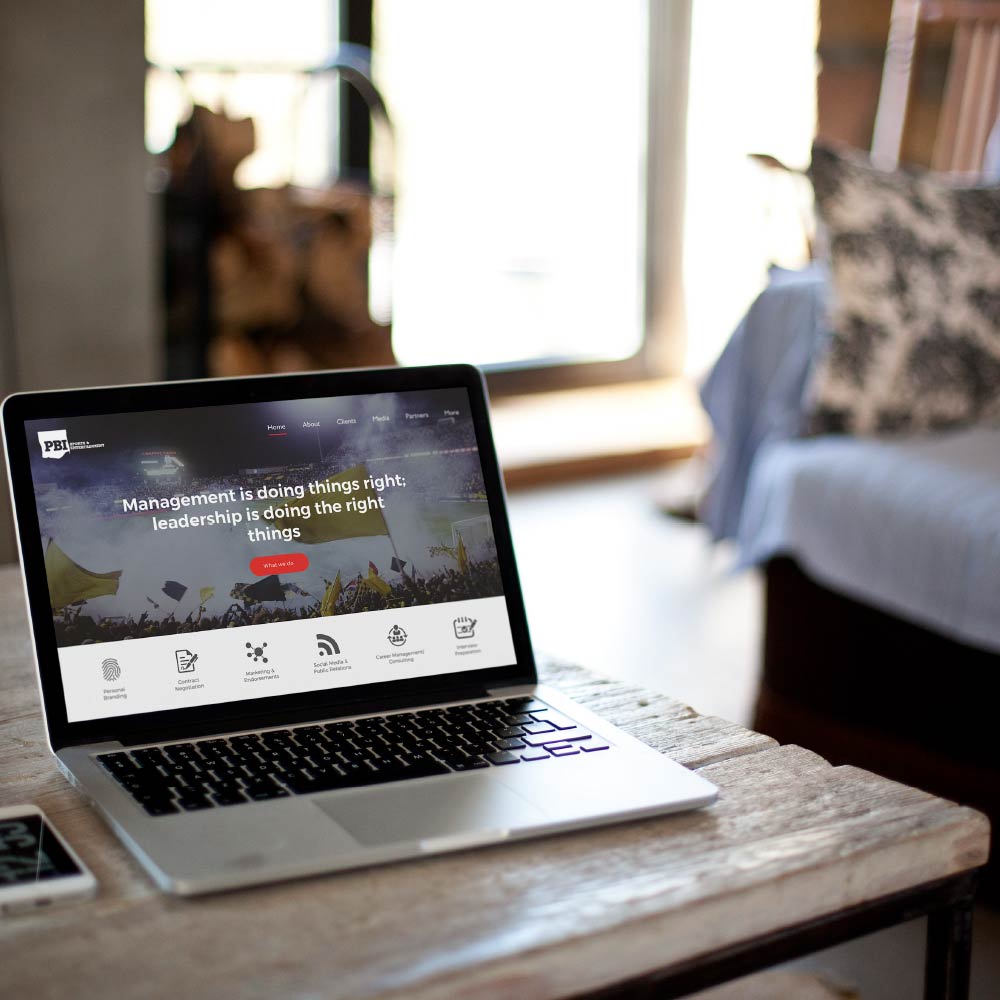 PBI SPORTS &
ENTERTAINMENT
Home About Clients Media Partners More
Management is doing things right;
leadership is doing the right
things
What we do
Personal
Branding
Contract
Negotiation
Marketing &
Endorsements
Social Media &
Public Relations
Career Management/
Consulting
Interview
Preparation